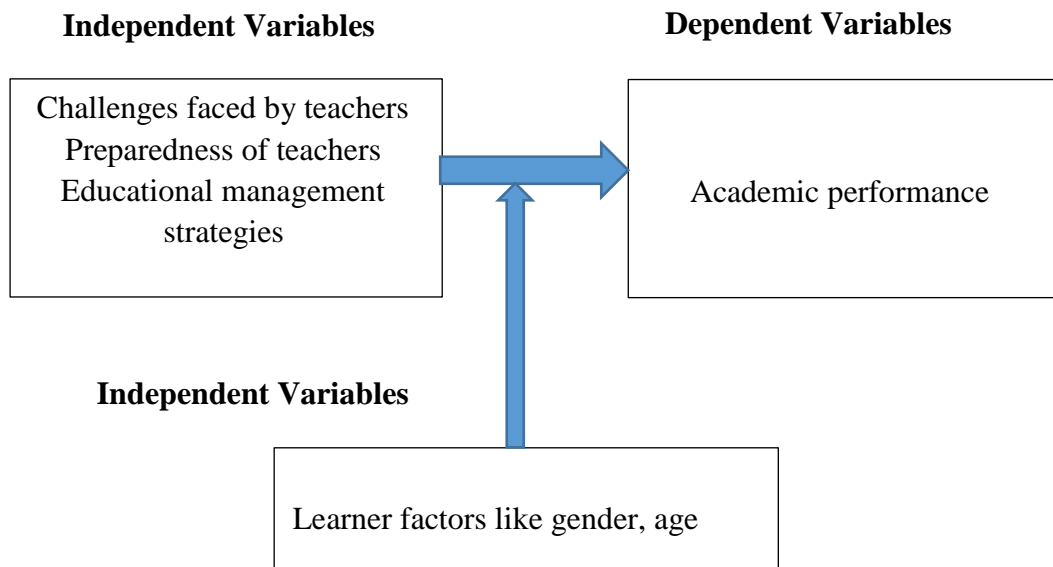 Independent Variables
Dependent Variables
Challenges faced by teachers
Preparedness of teachers
Educational management
strategies
Academic performance
Independent Variables
Learner factors like gender, age